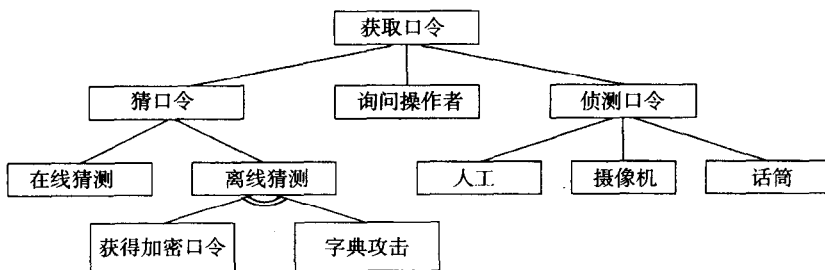 获取口令
猜口令
询问操作者
侦测口令
在线猜测
离线猜测
人工
摄像机
话筒
获得加密口令
字典攻击